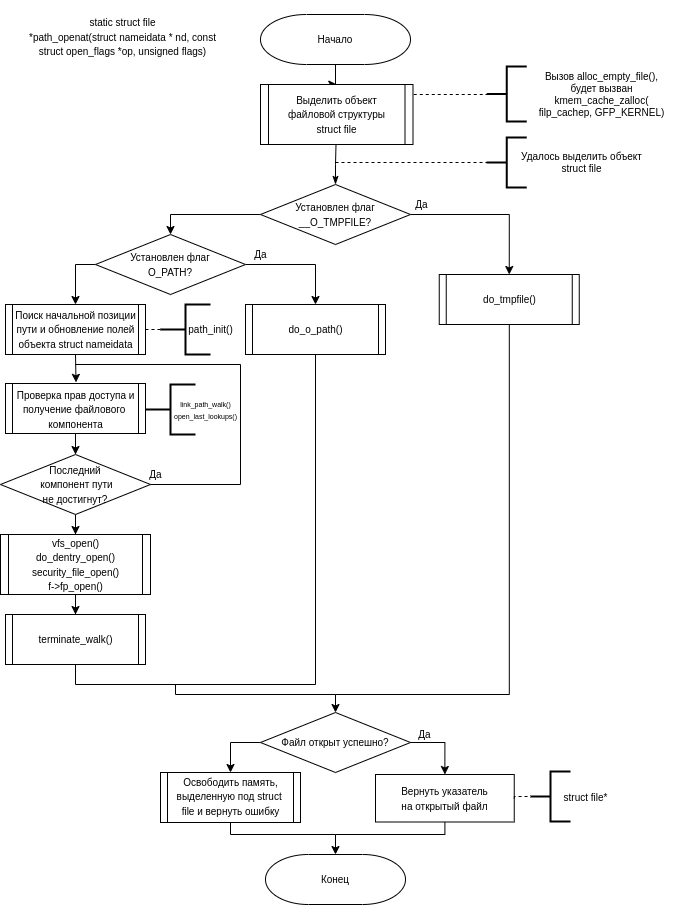 static struct file
*path_openat(struct nameidata * nd, const
struct open_flags *op, unsigned flags)
Начало
Выделить объект
файловой структуры
struct file
Вызов alloc_empty_file(),
будет вызван
kmem_cache_zalloc(
filp_cachep, GFP_KERNEL)
Удалось выделить объект
struct file
Установлен флаг
__O_TMPFILE?
Да
Установлен флаг
O_PATH?
Да
do_tmpfile()
Поиск начальной позиции
пути и обновление полей
объекта struct nameidata
path_init()
do_o_path()
Проверка прав доступа и
получение файлового
компонента
link_path_walk()
open_last_lookups()
Последний
компонент пути
не достигнут?
Да
vfs_open()
do_dentry_open()
security_file_open()
f->fp_open()
terminate_walk()
Файл открыт успешно?
Да
Освободить память,
выделенную под struct
file и вернуть ошибку
Вернуть указатель
на открытый файл
struct file*
Конец